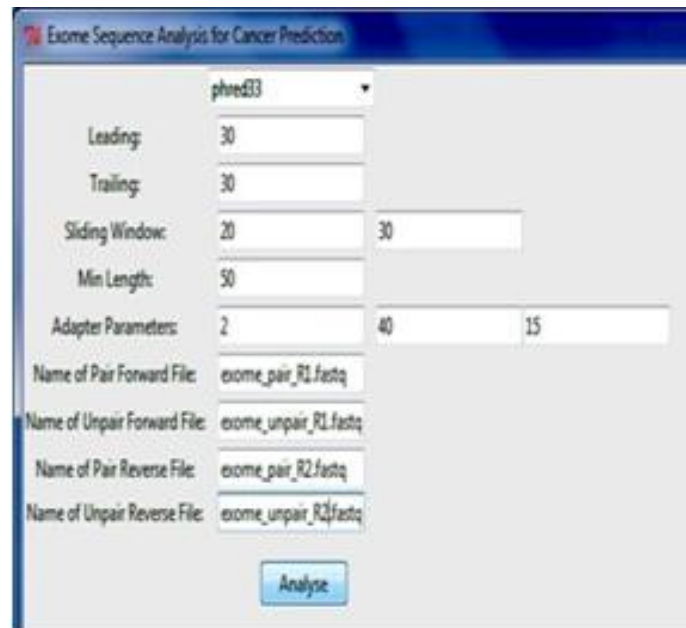 Exome Sequence Analysis for Cancer Prediction
phred33
Leading: 30
Trailing: 30
Sliding Window: 20 30
Min Length: 50
Adapter Parameters: 2 40 15
Name of Pair Forward File: exome_pair_R1.fastq
Name of Unpair Forward File: exome_unpair_R1.fastq
Name of Pair Reverse File: exome_pair_R2.fastq
Name of Unpair Reverse File: exome_unpair_R2.fastq
Analyse